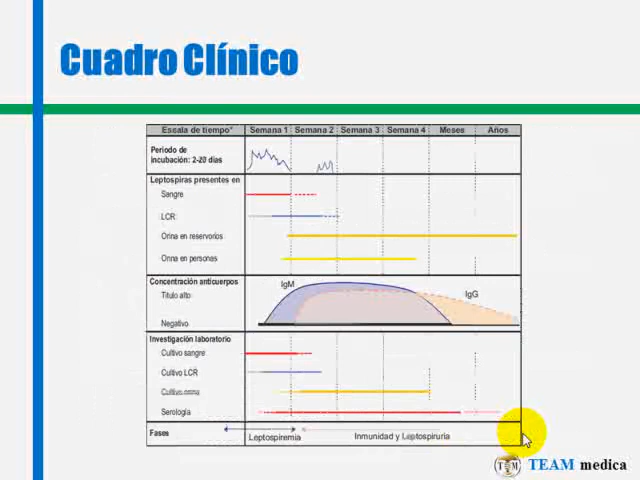 Cuadro Clínico
Escala de tiempo* Semana 1 Semana 2 Semana 3 Semana 4 Meses Años
Periodo de
incubación: 2-20 dias
Leptospiras presentes en
Sangre
LCR
Orina en reservorios
Orina en personas
Concentración anticuerpos
IgM
Titulo alto
IgG
Negativo
Investigación laboratorio
Cultivo sangre
Cultivo LCR
Cultivo orina
Serología
Fases
Leptospiremia
Inmunidad y Leptospiruria
TEAM medica